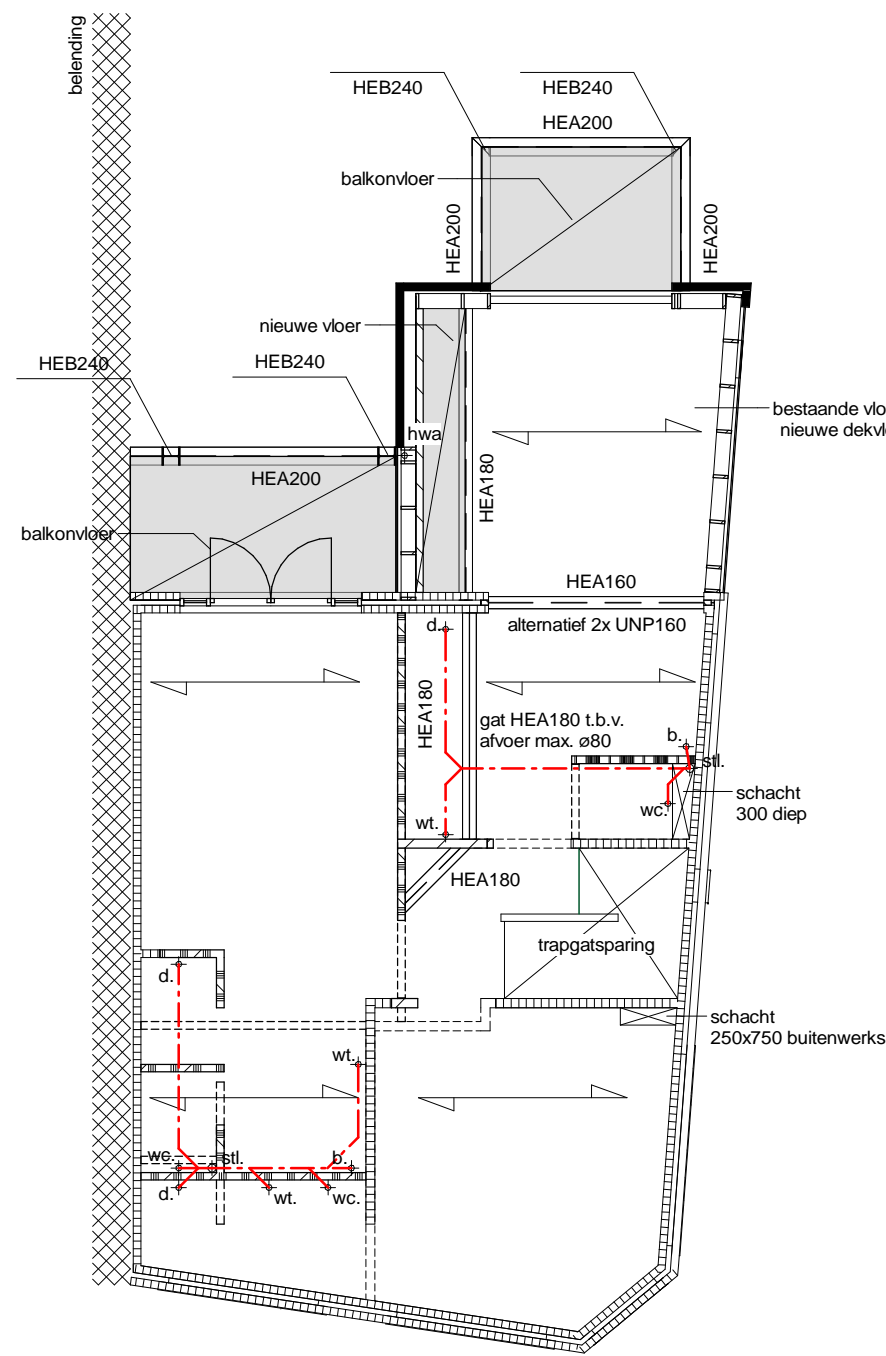 belending
HEB240
HEB240
HEA200
balkonvloer
HEA200
HEA200
nieuwe vloer
HEB240
HEB240
bestaande vlo
nieuwe dekvl
hwa
HEA200
HEA180
balkonvloer
HEA160
d.
alternatief 2x UNP160
HEA180
gat HEA180 t.b.v.
afvoer max. ø80
b.
stl.
schacht
300 diep
wc.
wt.
HEA180
trapgatsparing
d.
schacht
250x750 buitenwerks
wt.
wc.
stl.
b.
d.
wt.
wc.